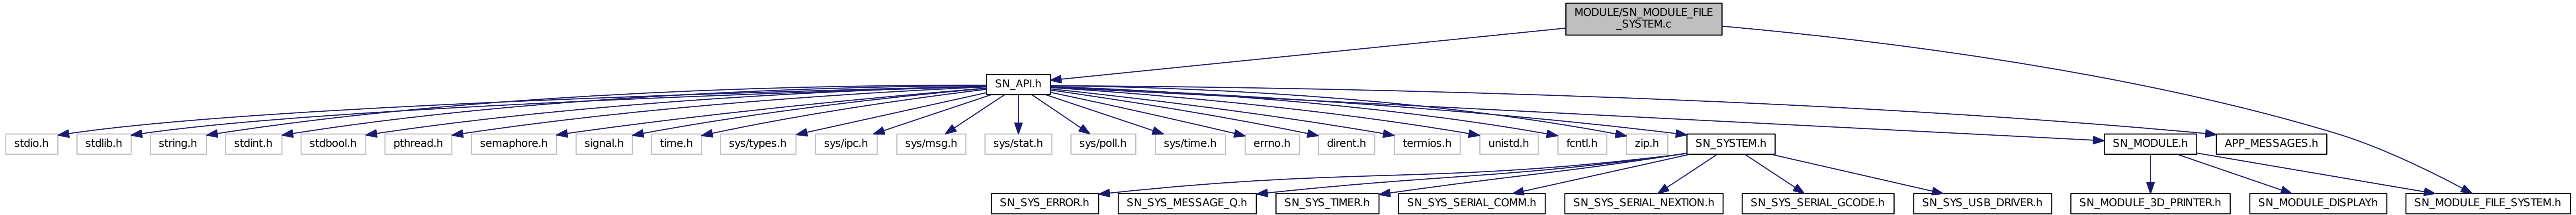 MODULE/SN_MODULE_FILE
_SYSTEM.c
SN_API.h
stdio.h
stdlib.h
string.h
stdint.h
stdbool.h
pthread.h
semaphore.h
signal.h
time.h
sys/types.h
sys/ipc.h
sys/msg.h
sys/stat.h
sys/poll.h
sys/time.h
errno.h
dirent.h
termios.h
unistd.h
fcntl.h
zip.h
SN_SYSTEM.h
SN_MODULE.h
APP_MESSAGES.h
SN_SYS_ERROR.h
SN_SYS_MESSAGE_Q.h
SN_SYS_TIMER.h
SN_SYS_SERIAL_COMM.h
SN_SYS_SERIAL_NEXTION.h
SN_SYS_SERIAL_GCODE.h
SN_SYS_USB_DRIVER.h
SN_MODULE_3D_PRINTER.h
SN_MODULE_DISPLAY.h
SN_MODULE_FILE_SYSTEM.h